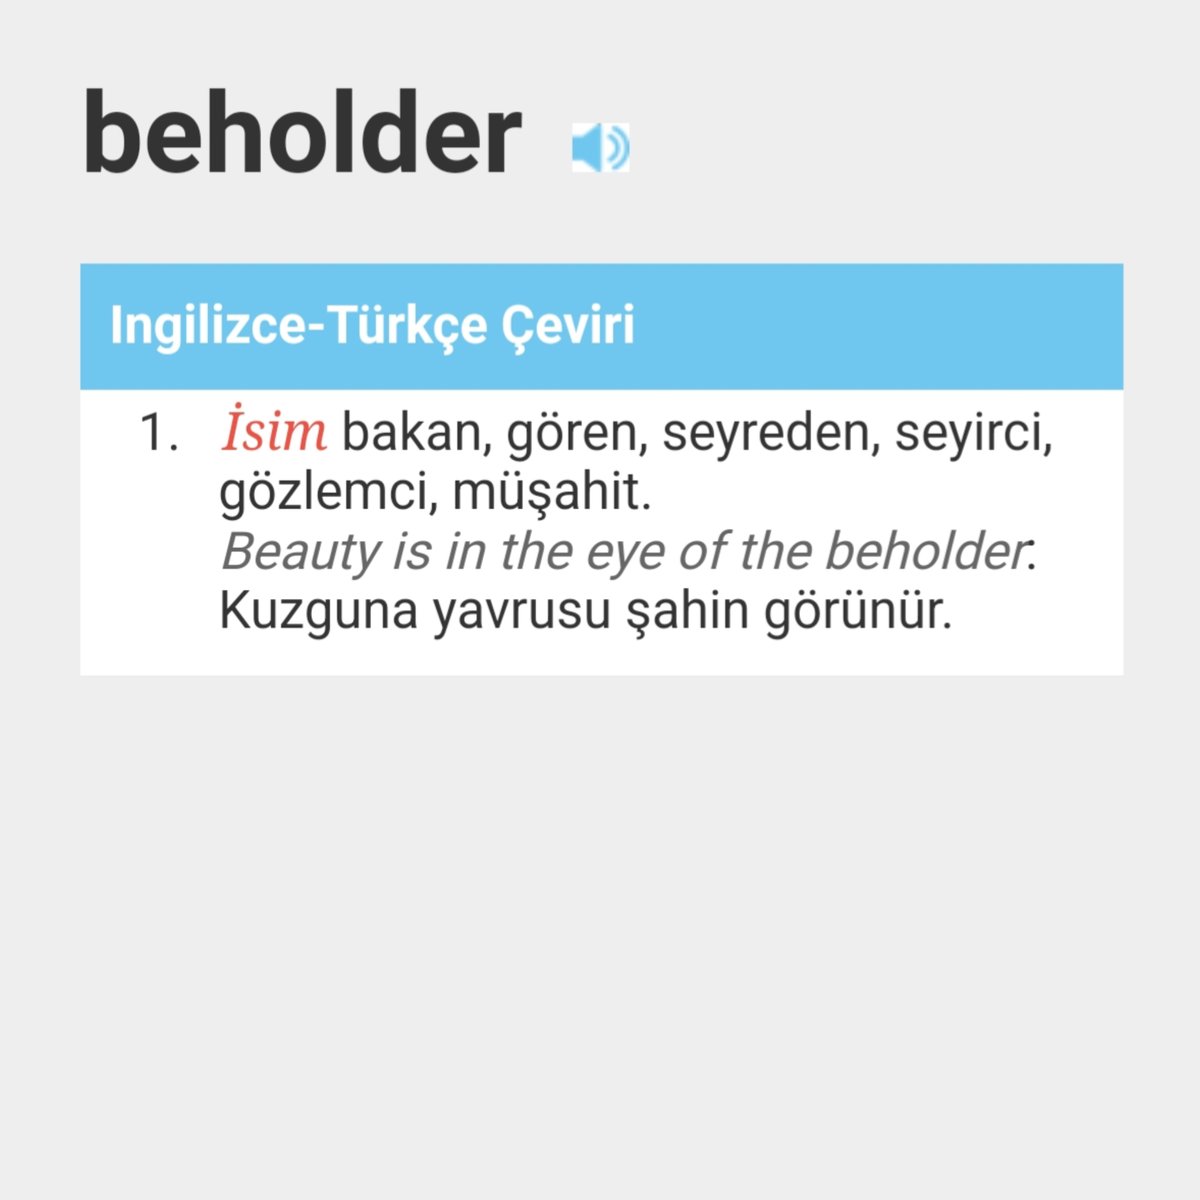 beholder
Ingilizce-Türkçe Çeviri
1. İsim bakan, gören, seyreden, seyirci,
gözlemci, müşahit.
Beauty is in the eye of the beholder:
Kuzguna yavrusu şahin görünür.